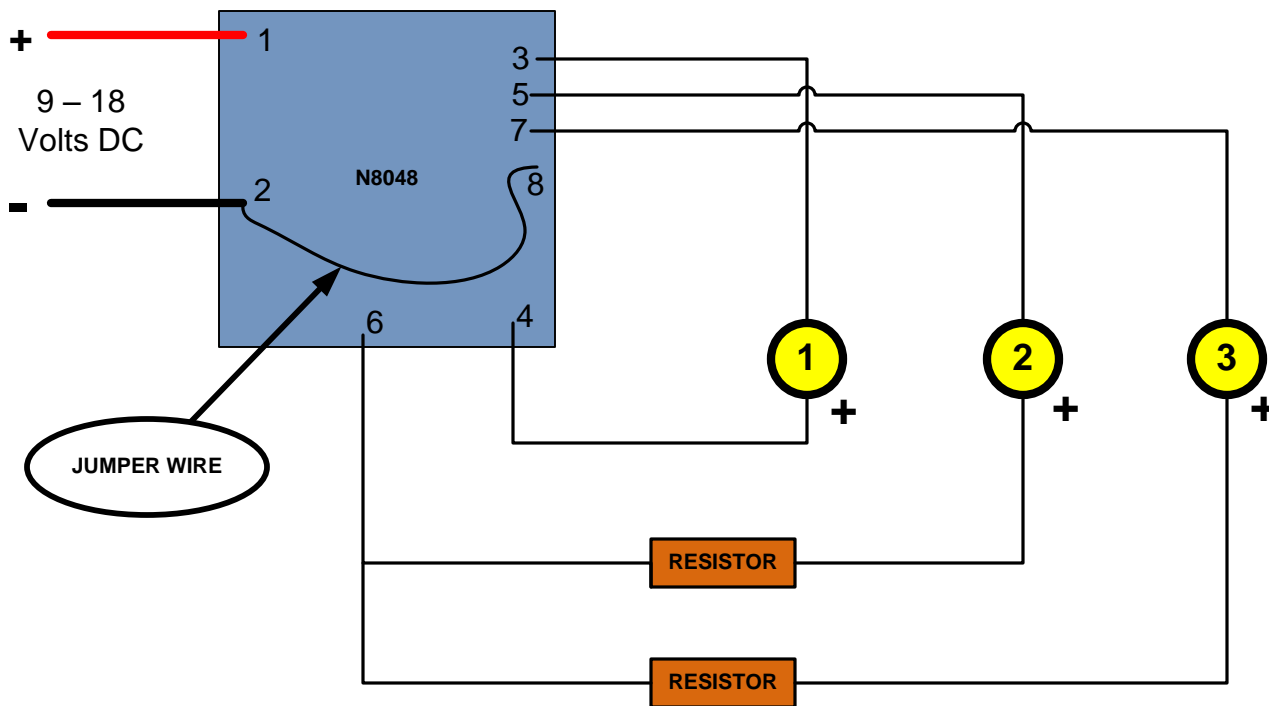 +
1
3
5
9 – 18
Volts DC
7
N8048
8
2
-
6
4
1
2
3
+
+
+
JUMPER WIRE
RESISTOR
RESISTOR